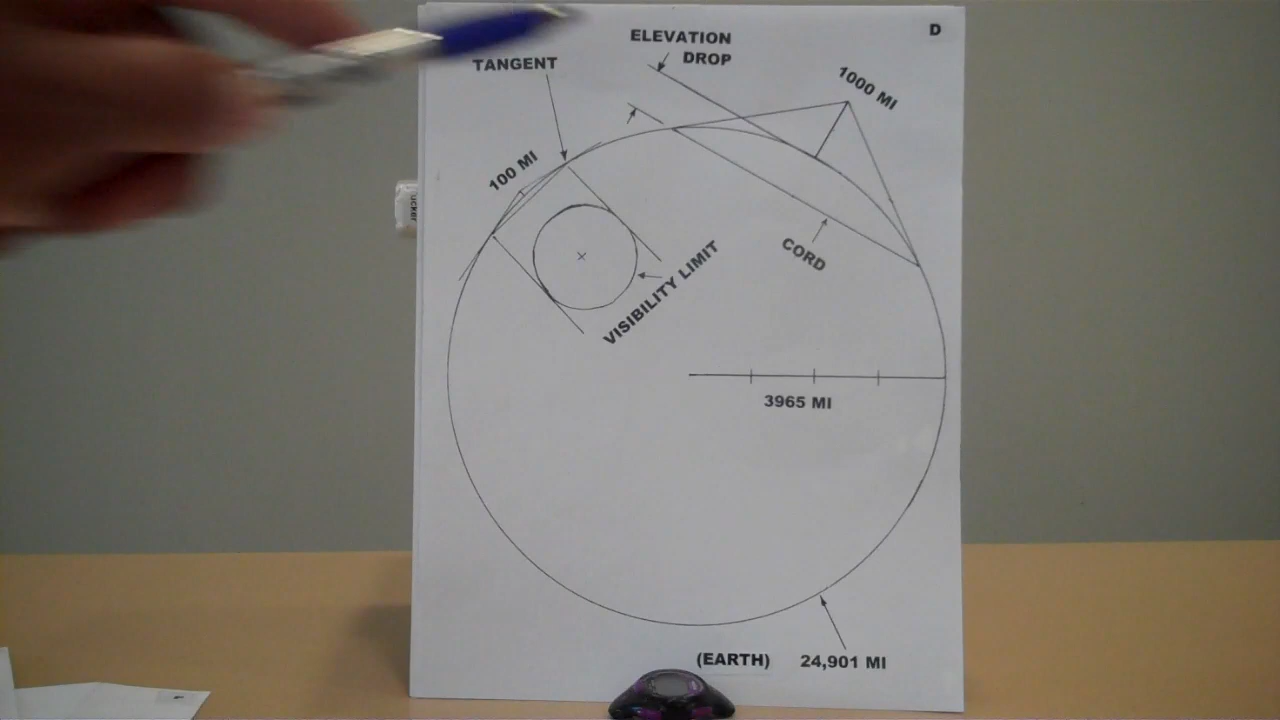 D
ELEVATION
DROP
TANGENT
1000 MI
100 MI
CORD
VISIBILITY LIMIT
3965 MI
(EARTH) 24,901 MI